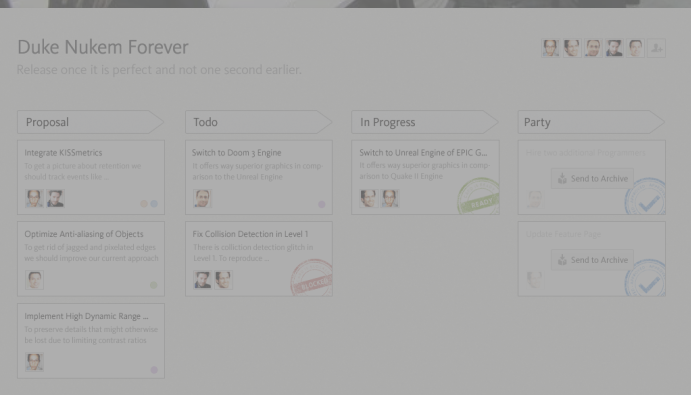 Duke Nukem Forever
Release once it is perfect and not one second earlier.
Proposal
Integrate KISSmetrics
To get a picture about retention we
should track events like ...
Optimize Anti-aliasing of Objects
To get rid of jagged and pixelated edges
we should improve our current approach
Implement High Dynamic Range ...
To preserve details that might otherwise
be lost due to limiting contrast ratios
Todo
Switch to Doom 3 Engine
It offers way superior graphics in comp-
arison to the Unreal Engine
Fix Collision Detection in Level 1
There is collision detection glitch in
Level 1. To reproduce ...
In Progress
Switch to Unreal Engine of EPIC G...
It offers way superior graphics in comp-
arison to Quake II Engine
READY
Party
Send to Archive
Create Feature Page
Send to Archive